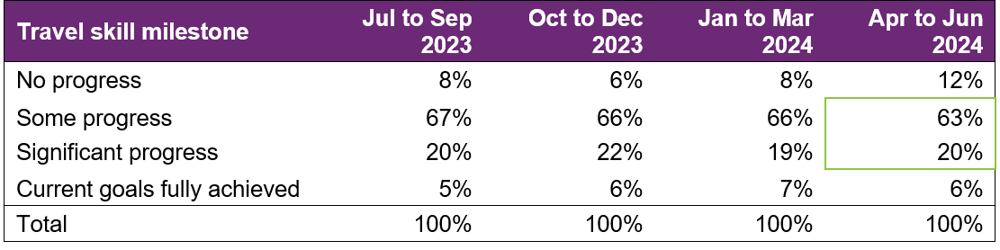 Travel skill milestone Jul to Sep 2023 Oct to Dec 2023 Jan to Mar 2024 Apr to Jun 2024
No progress 8% 6% 8% 12%
Some progress 67% 66% 66% 63%
Significant progress 20% 22% 19% 20%
Current goals fully achieved 5% 6% 7% 6%
Total 100% 100% 100% 100%